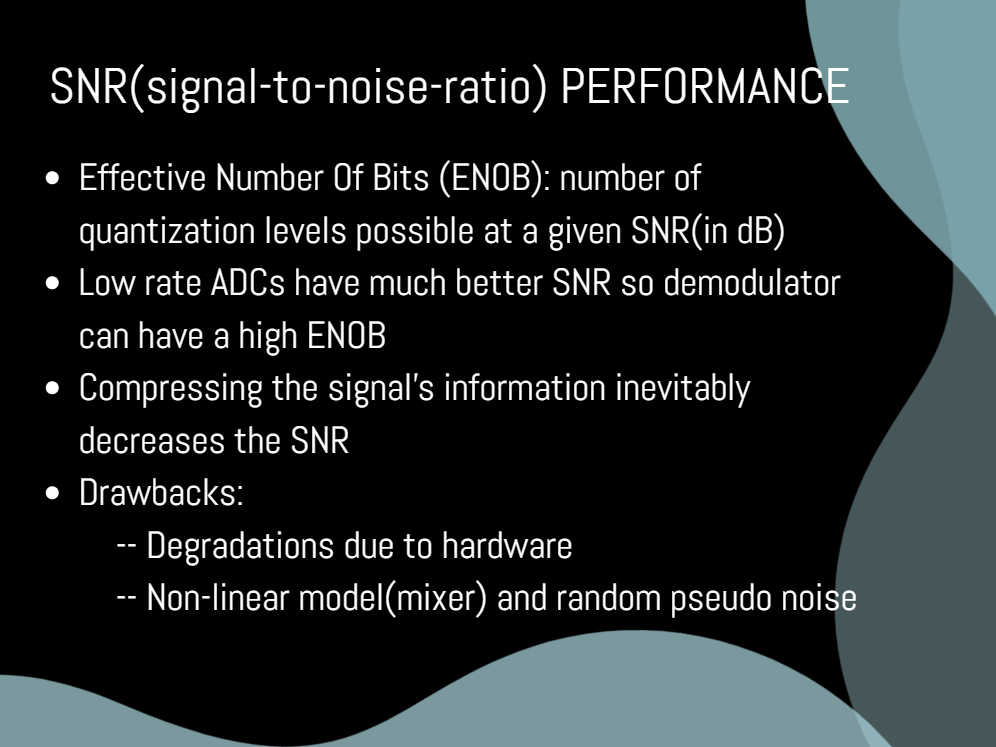 SNR(signal-to-noise-ratio) PERFORMANCE
• Effective Number Of Bits (ENOB): number of
quantization levels possible at a given SNR(in dB)
• Low rate ADCs have much better SNR so demodulator
can have a high ENOB
• Compressing the signal's information inevitably
decreases the SNR
• Drawbacks:
-- Degradations due to hardware
-- Non-linear model(mixer) and random pseudo noise